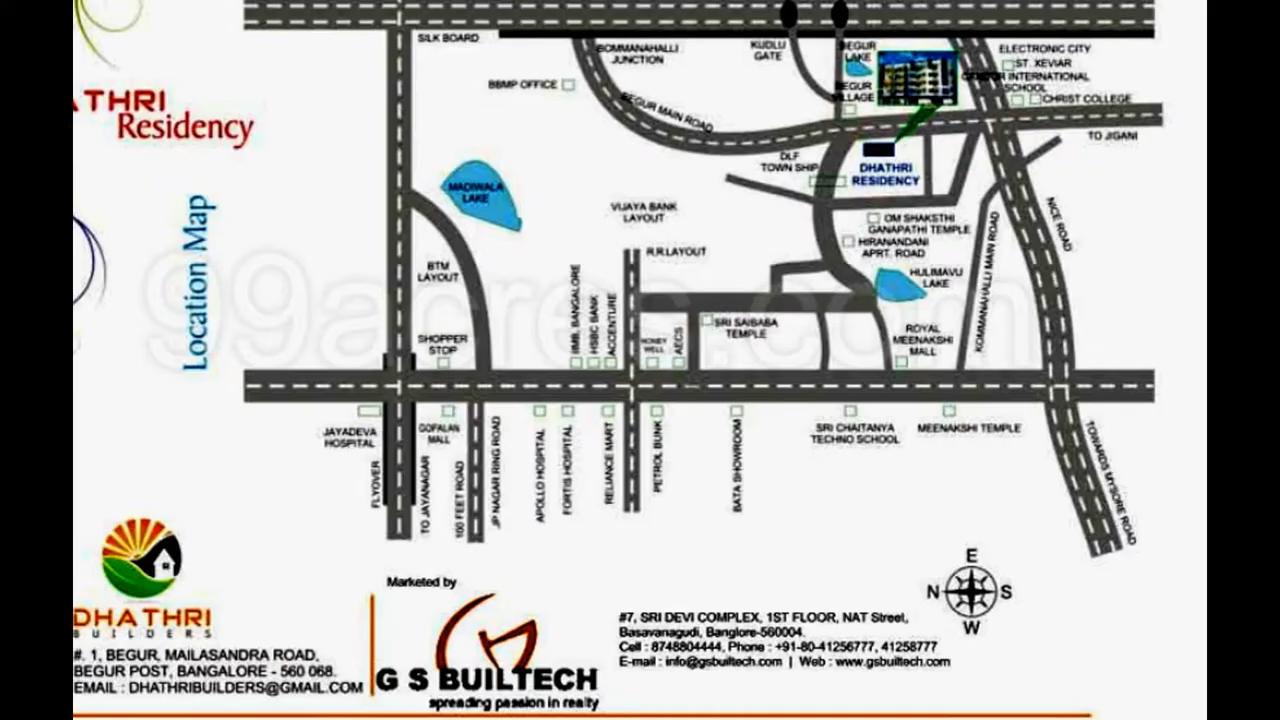 SILK BOARD
BOMMANAHALLI
JUNCTION
KUDLU
GATE
BEGUR
LAKE
ELECTRONIC CITY
ST. XEVIAR
INTERNATIONAL
SCHOOL
BBMP OFFICE
BEGUR
VILLAGE
CHRIST COLLEGE
BEGUR MAIN ROAD
TO JIGANI
ATHRI
Residency
Location Map
DLF
TOWN SHIP
DHATHRI
RESIDENCY
MADIWALA
LAKE
VIJAYA BANK
LAYOUT
OM SHAKSTHI
GANAPATHI TEMPLE
HIRANANDANI
APRT. ROAD
NICE ROAD
R.R.LAYOUT
BTM
LAYOUT
HULIMAVU
LAKE
KOMMANAHALLI MAIN ROAD
99acres.com
IIMB, BANGALORE
HSBC BANK
ACCENTURE
HONEY
WELL
AECS
SRI SAIBABA
TEMPLE
ROYAL
MEENAKSHI
MALL
SHOPPER
STOP
JAYADEVA
HOSPITAL
GOPALAN
MALL
FLYOVER
TO JAYANAGAR
100 FEET ROAD
JP NAGAR RING ROAD
APOLLO HOSPITAL
FORTIS HOSPITAL
RELIANCE MART
PETROL BUNK
BATA SHOWROOM
SRI CHAITANYA
TECHNO SCHOOL
MEENAKSHI TEMPLE
TOWARDS MYSORE ROAD
E
N S
W
DHATHRI
BUILDERS
#. 1, BEGUR, MAILASANDRA ROAD,
BEGUR POST, BANGALORE - 560 068.
EMAIL : DHATHRIBUILDERS@GMAIL.COM
Marketed by
G S BUILTECH
spreading passion in realty
#7, SRI DEVI COMPLEX, 1ST FLOOR, NAT Street,
Basavanagudi, Banglore-560004.
Cell : 8748804444, Phone : +91-80-41256777, 41258777
E-mail : info@gsbuiltech.com | Web : www.gsbuiltech.com